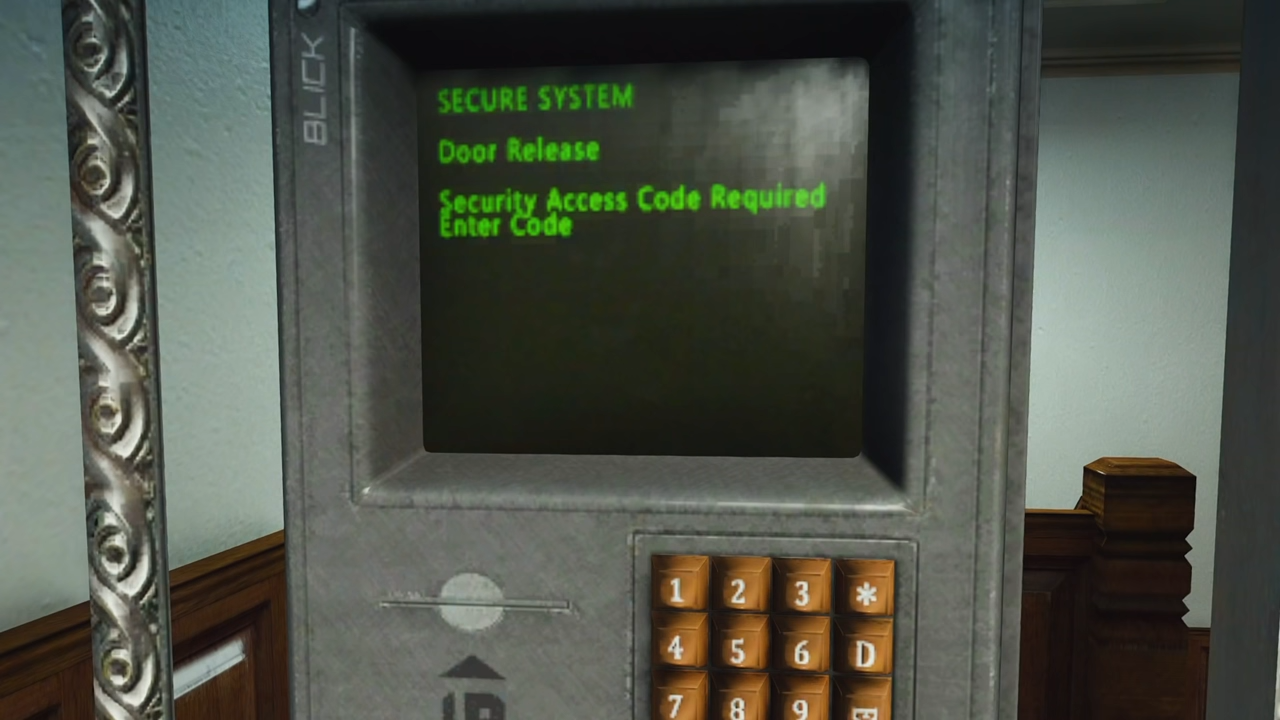 BLICK
SECURE SYSTEM
Door Release
Security Access Code Required
Enter Code
1 2 3 *
4 5 6 D
7 8 9